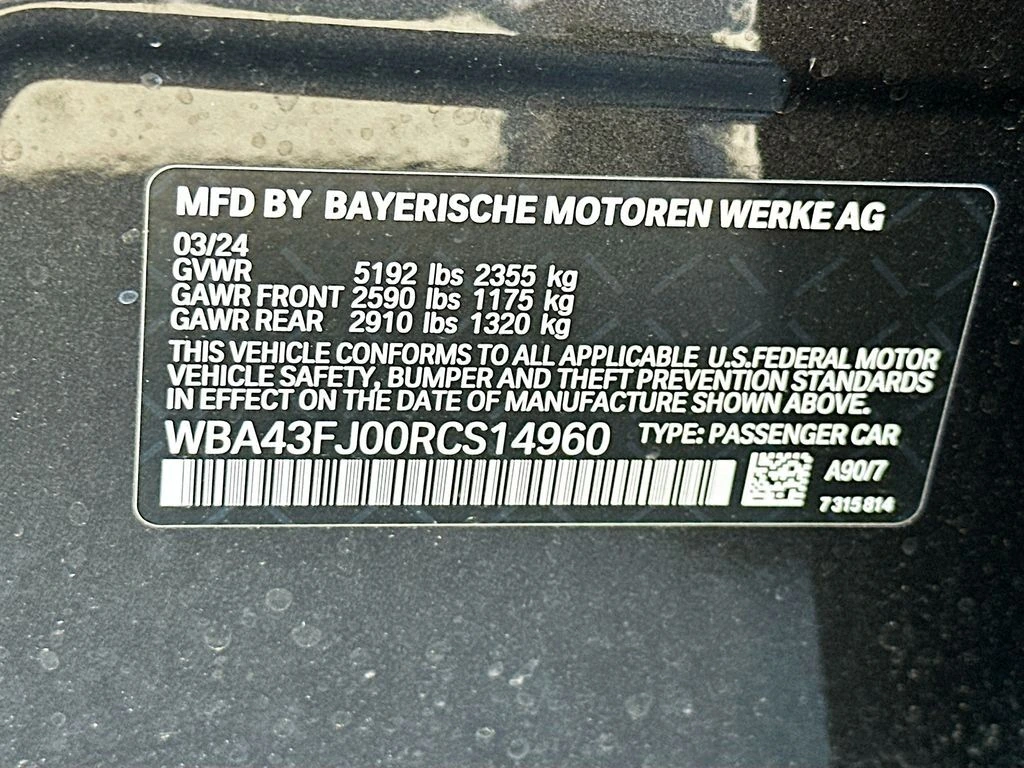 MFD BY BAYERISCHE MOTOREN WERKE AG
03/24
GVWR 5192 lbs 2355 kg
GAWR FRONT 2590 lbs 1175 kg
GAWR REAR 2910 lbs 1320 kg
THIS VEHICLE CONFORMS TO ALL APPLICABLE U.S.FEDERAL MOTOR
VEHICLE SAFETY, BUMPER AND THEFT PREVENTION STANDARDS
IN EFFECT ON THE DATE OF MANUFACTURE SHOWN ABOVE.
WBA43FJ00RCS14960 TYPE: PASSENGER CAR
A90/7
7315814